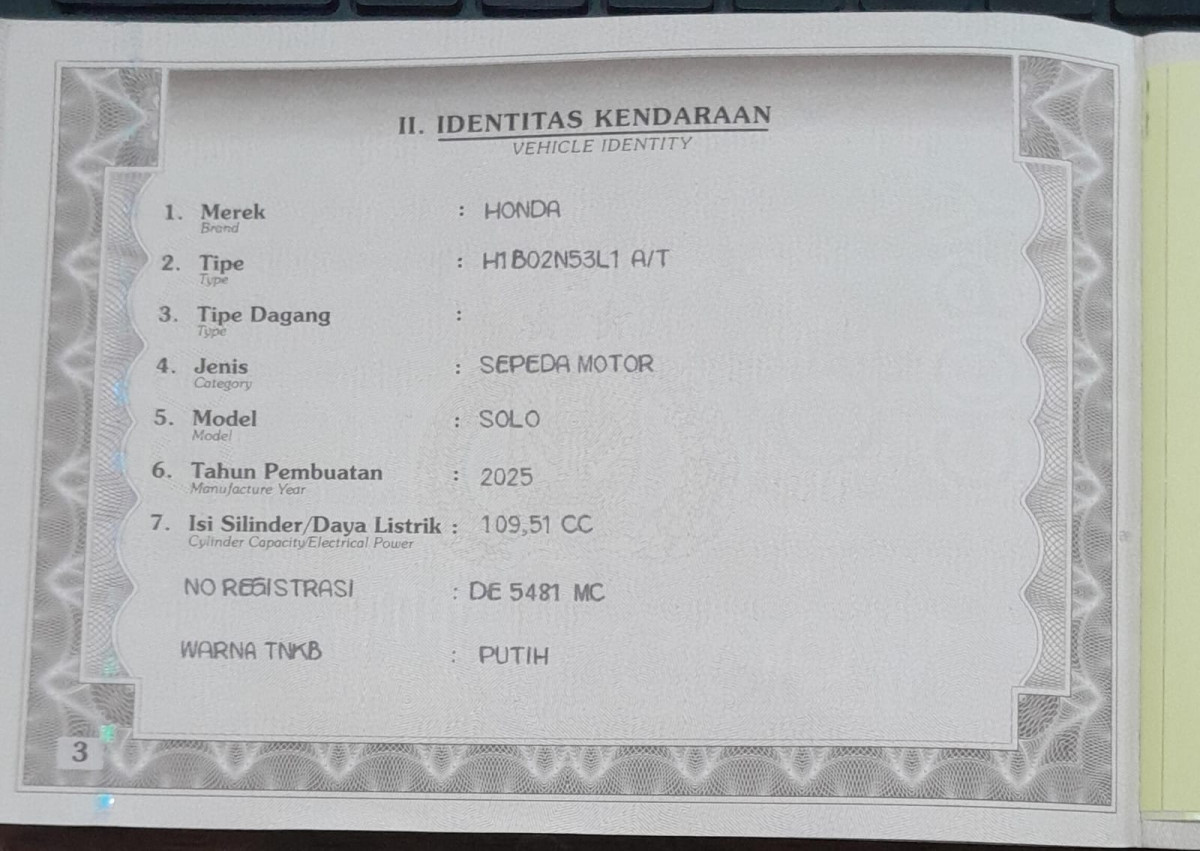 II. IDENTITAS KENDARAAN
VEHICLE IDENTITY
1. Merek : HONDA
Brand
2. Tipe : H1B02N53L1 A/T
Type
3. Tipe Dagang :
Type
4. Jenis : SEPEDA MOTOR
Category
5. Model : SOLO
Model
6. Tahun Pembuatan : 2025
Manufacture Year
7. Isi Silinder/Daya Listrik : 109,51 CC
Cylinder Capacity/Electrical Power
NO REGISTRASI : DE 5481 MC
WARNA TNKB : PUTIH
3